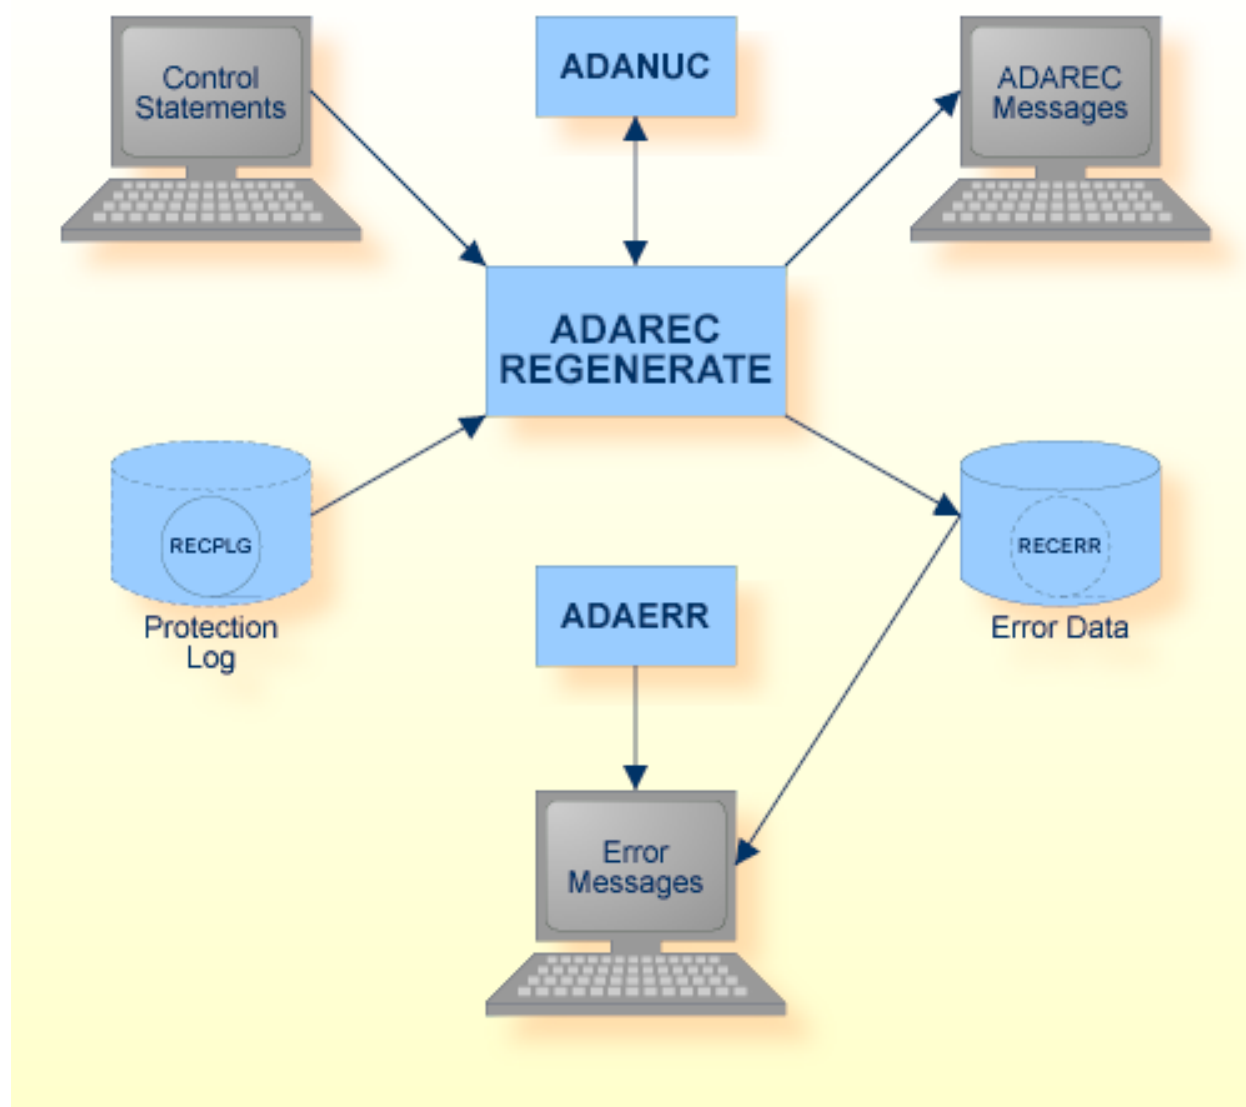 Control
Statements
ADANUC
ADAREC
Messages
ADAREC
REGENERATE
RECPLG
Protection
Log
RECERR
Error Data
ADAERR
Error
Messages